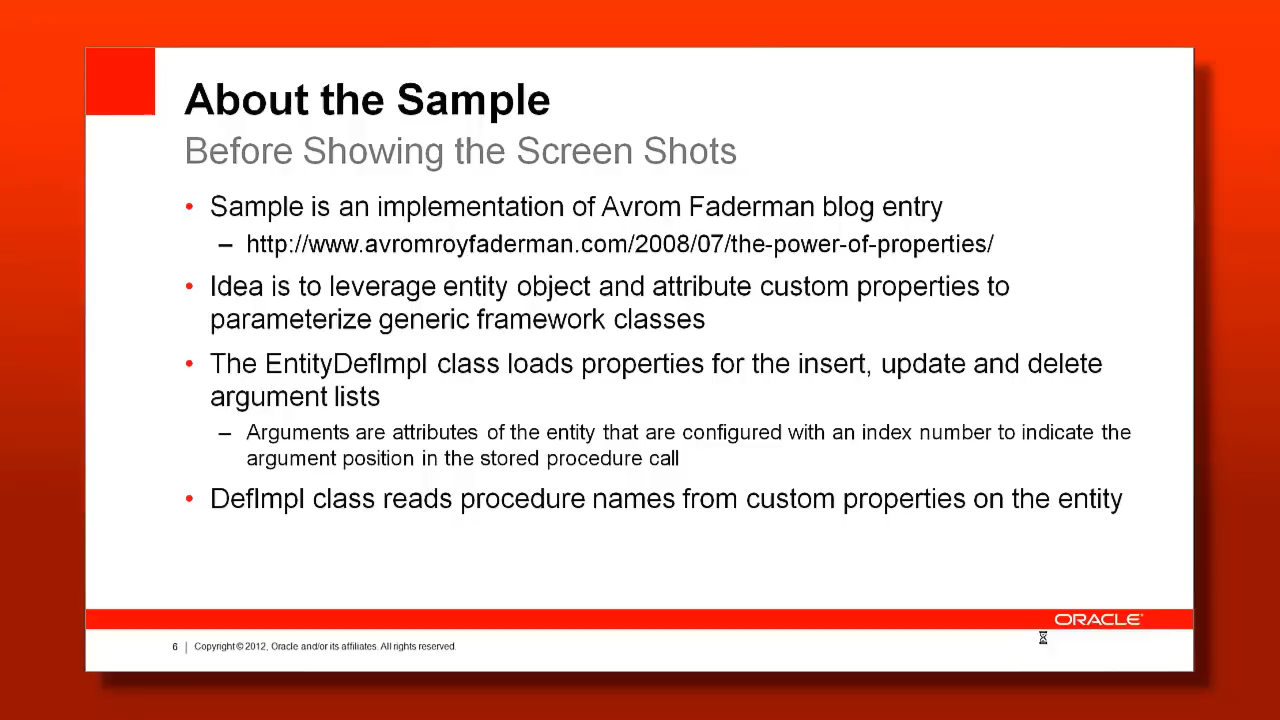 About the Sample
Before Showing the Screen Shots
• Sample is an implementation of Avrom Faderman blog entry
– http://www.avromroyfaderman.com/2008/07/the-power-of-properties/
• Idea is to leverage entity object and attribute custom properties to
parameterize generic framework classes
• The EntityDefImpl class loads properties for the insert, update and delete
argument lists
– Arguments are attributes of the entity that are configured with an index number to indicate the
argument position in the stored procedure call
• DefImpl class reads procedure names from custom properties on the entity
ORACLE
6 | Copyright © 2012, Oracle and/or its affiliates. All rights reserved.